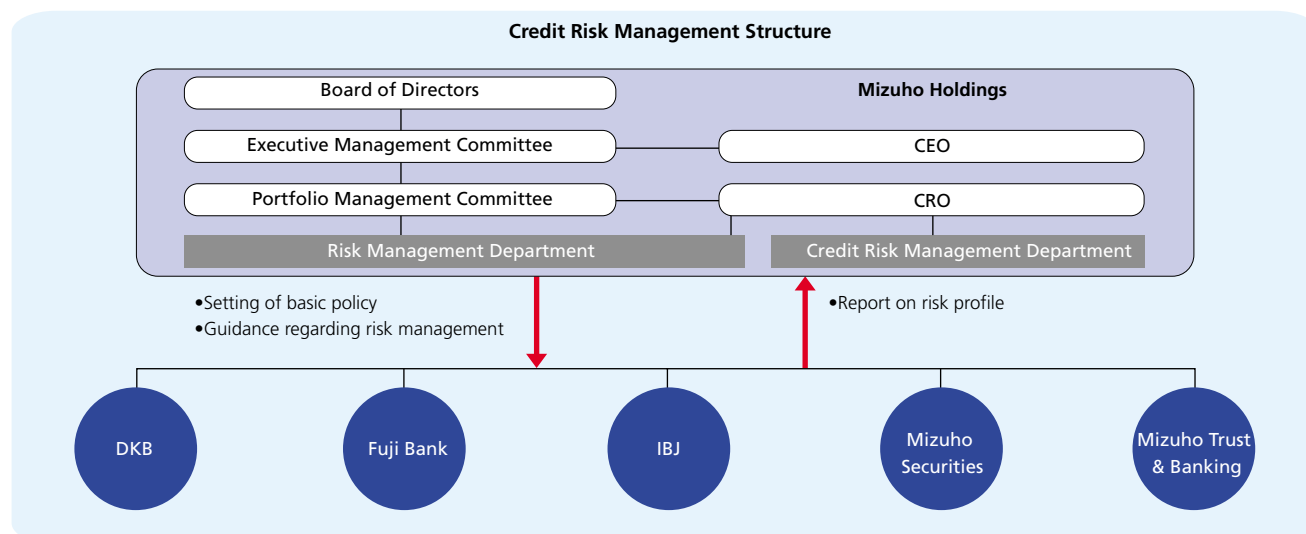 Credit Risk Management Structure
Board of Directors
Mizuho Holdings
Executive Management Committee
CEO
Portfolio Management Committee
CRO
Risk Management Department
Credit Risk Management Department
•Setting of basic policy
•Guidance regarding risk management
•Report on risk profile
DKB
Fuji Bank
IBJ
Mizuho
Securities
Mizuho Trust
& Banking